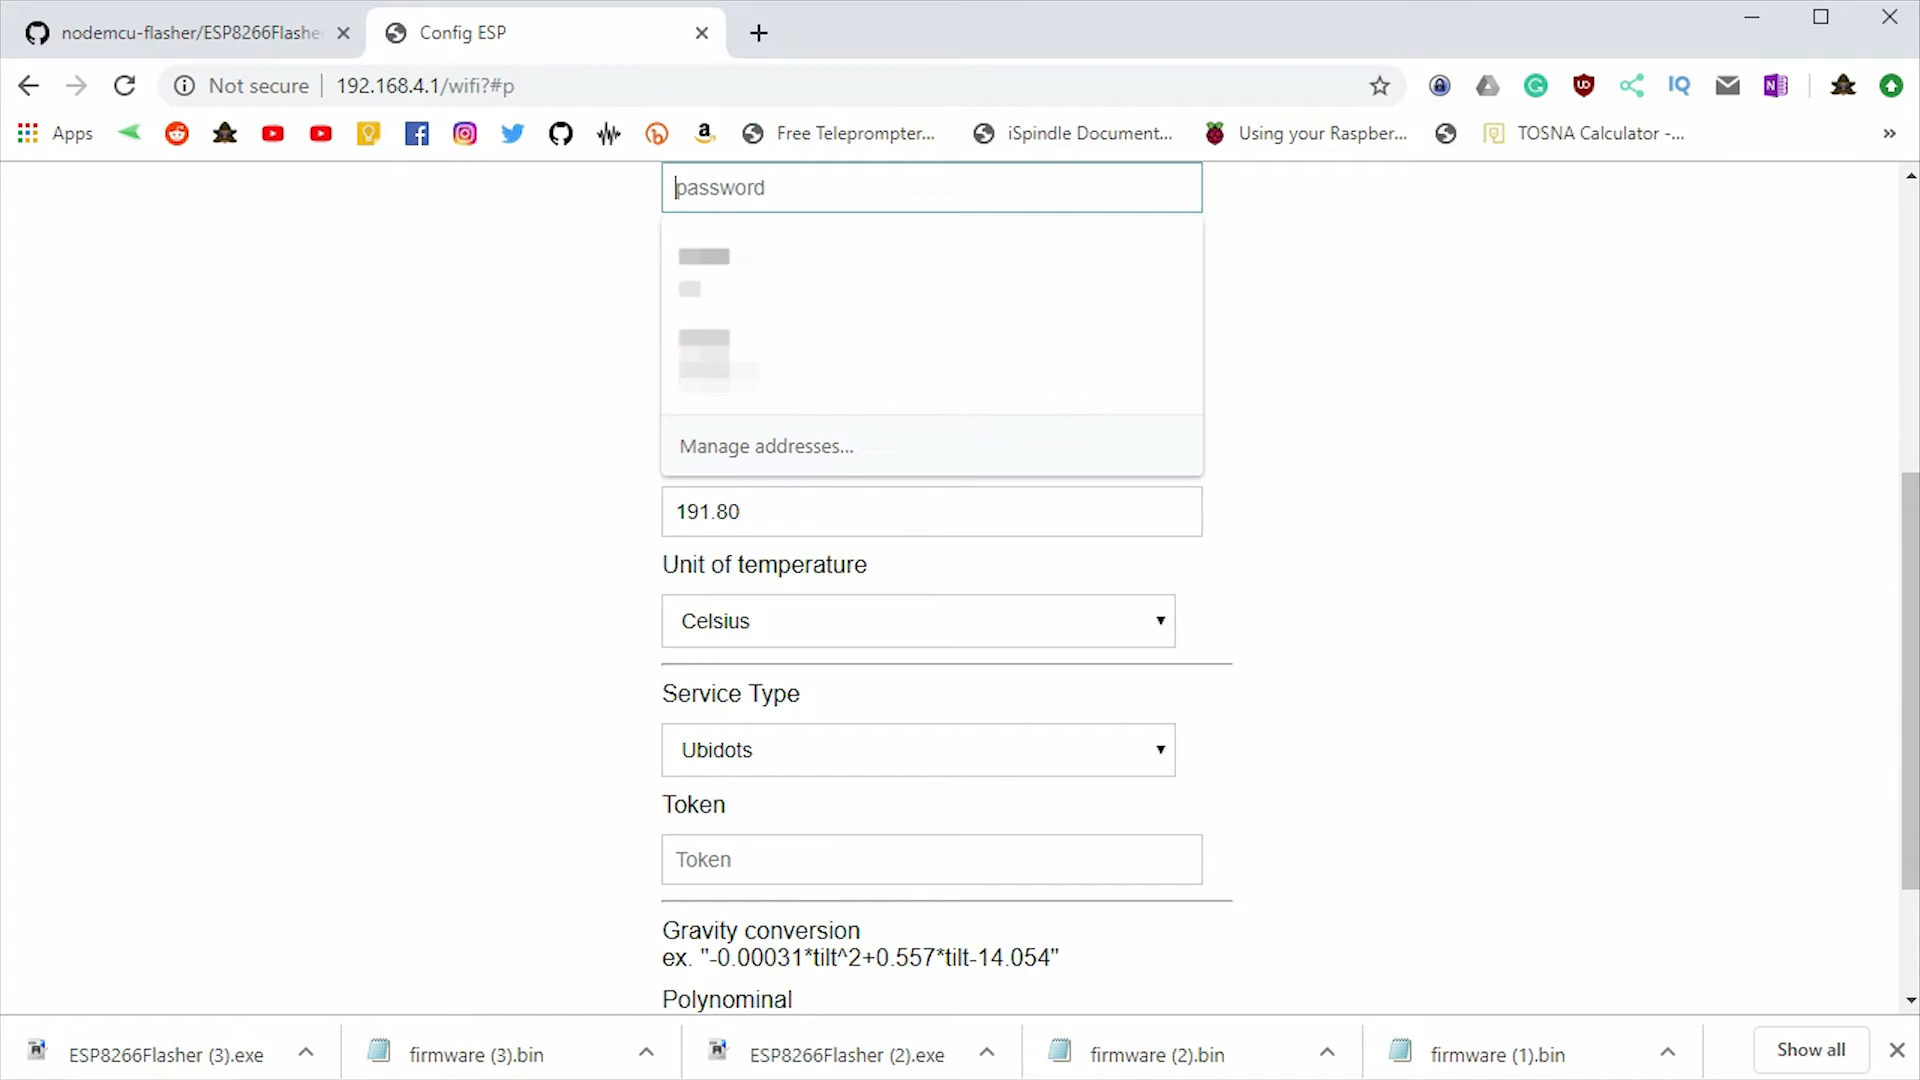 nodemcu-flasher/ESP8266Flashe
Config ESP
Not secure
192.168.4.1/wifi?#p
IQ
Apps
Free Teleprompter...
iSpindle Document...
Using your Raspber...
TOSNA Calculator -...
password
Manage addresses...
191.80
Unit of temperature
Celsius
Service Type
Ubidots
Token
Token
Gravity conversion
ex. "-0.00031*tilt^2+0.557*tilt-14.054"
Polynominal
ESP8266Flasher (3).exe
firmware (3).bin
ESP8266Flasher (2).exe
firmware (2).bin
firmware (1).bin
Show all